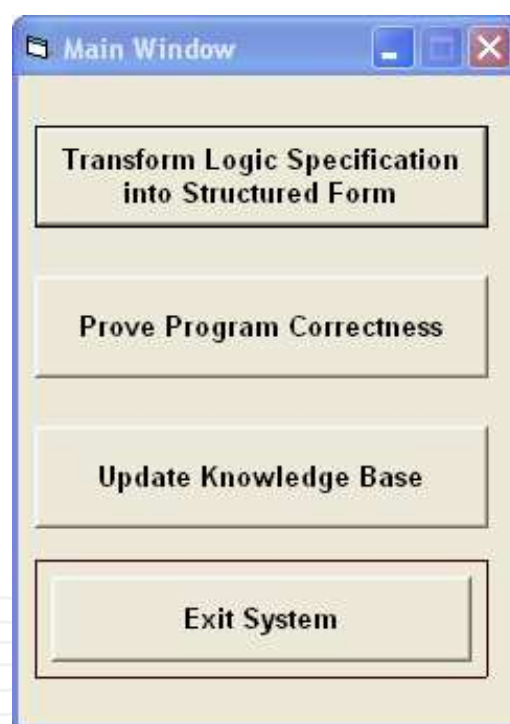 Main Window
Transform Logic Specification
into Structured Form
Prove Program Correctness
Update Knowledge Base
Exit System